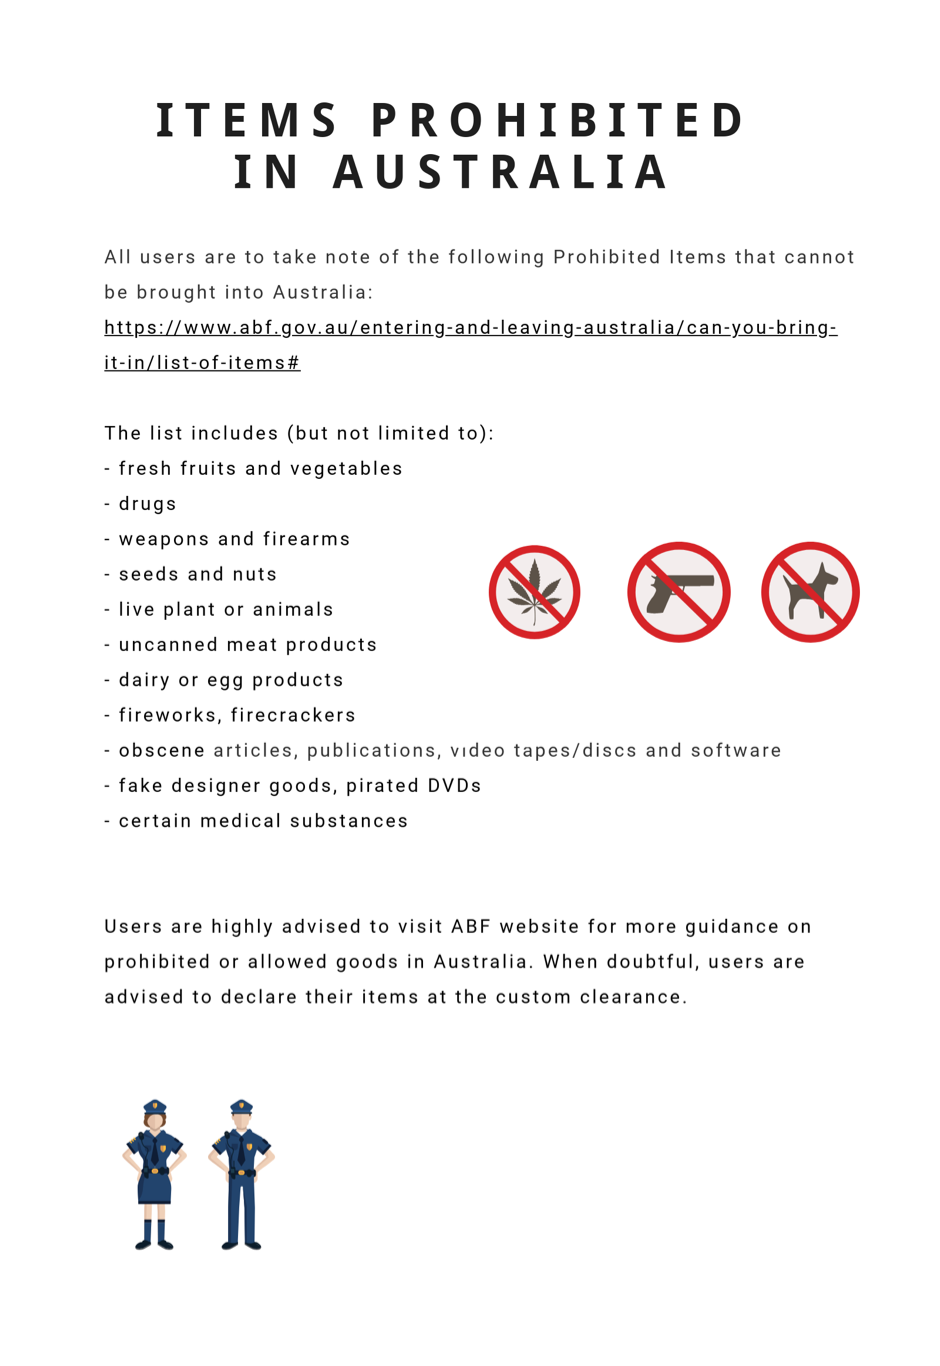 ITEMS PROHIBITED
IN AUSTRALIA
All users are to take note of the following Prohibited Items that cannot
be brought into Australia:
https://www.abf.gov.au/entering-and-leaving-australia/can-you-bring-
it-in/list-of-items#
The list includes (but not limited to):
- fresh fruits and vegetables
- drugs
- weapons and firearms
- seeds and nuts
- live plant or animals
- uncanned meat products
- dairy or egg products
- fireworks, firecrackers
- obscene articles, publications, vıdeo tapes/discs and software
- fake designer goods, pirated DVDs
- certain medical substances
Users are highly advised to visit ABF website for more guidance on
prohibited or allowed goods in Australia. When doubtful, users are
advised to declare their items at the custom clearance.